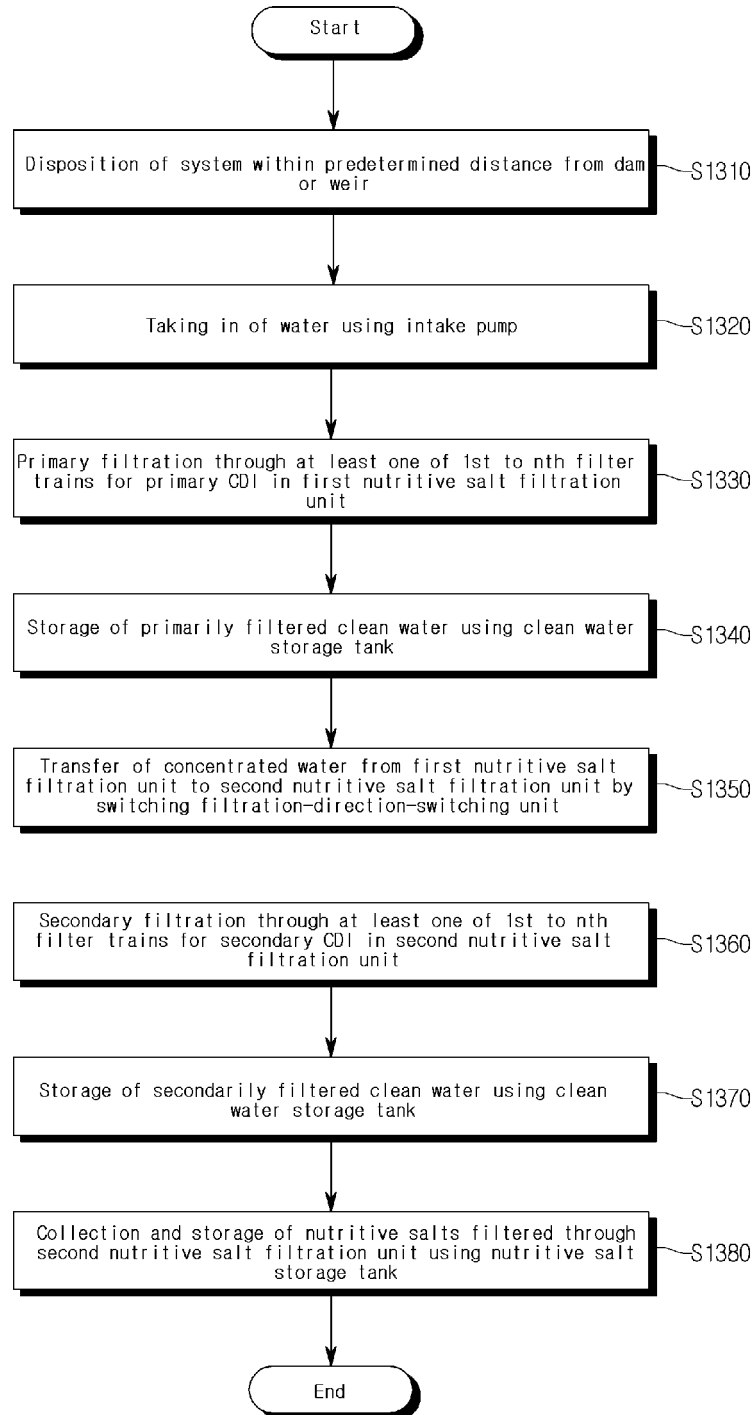 Start
Disposition of system within predetermined distance from dam
or weir
S1310
Taking in of water using intake pump
S1320
Primary filtration through at least one of 1st to nth filter
trains for primary CDI in first nutritive salt filtration
unit
S1330
Storage of primarily filtered clean water using clean water
storage tank
S1340
Transfer of concentrated water from first nutritive salt
filtration unit to second nutritive salt filtration unit by
switching filtration-direction-switching unit
S1350
Secondary filtration through at least one of 1st to nth
filter trains for secondary CDI in second nutritive salt
filtration unit
S1360
Storage of secondarily filtered clean water using clean
water storage tank
S1370
Collection and storage of nutritive salts filtered through
second nutritive salt filtration unit using nutritive salt
storage tank
S1380
End